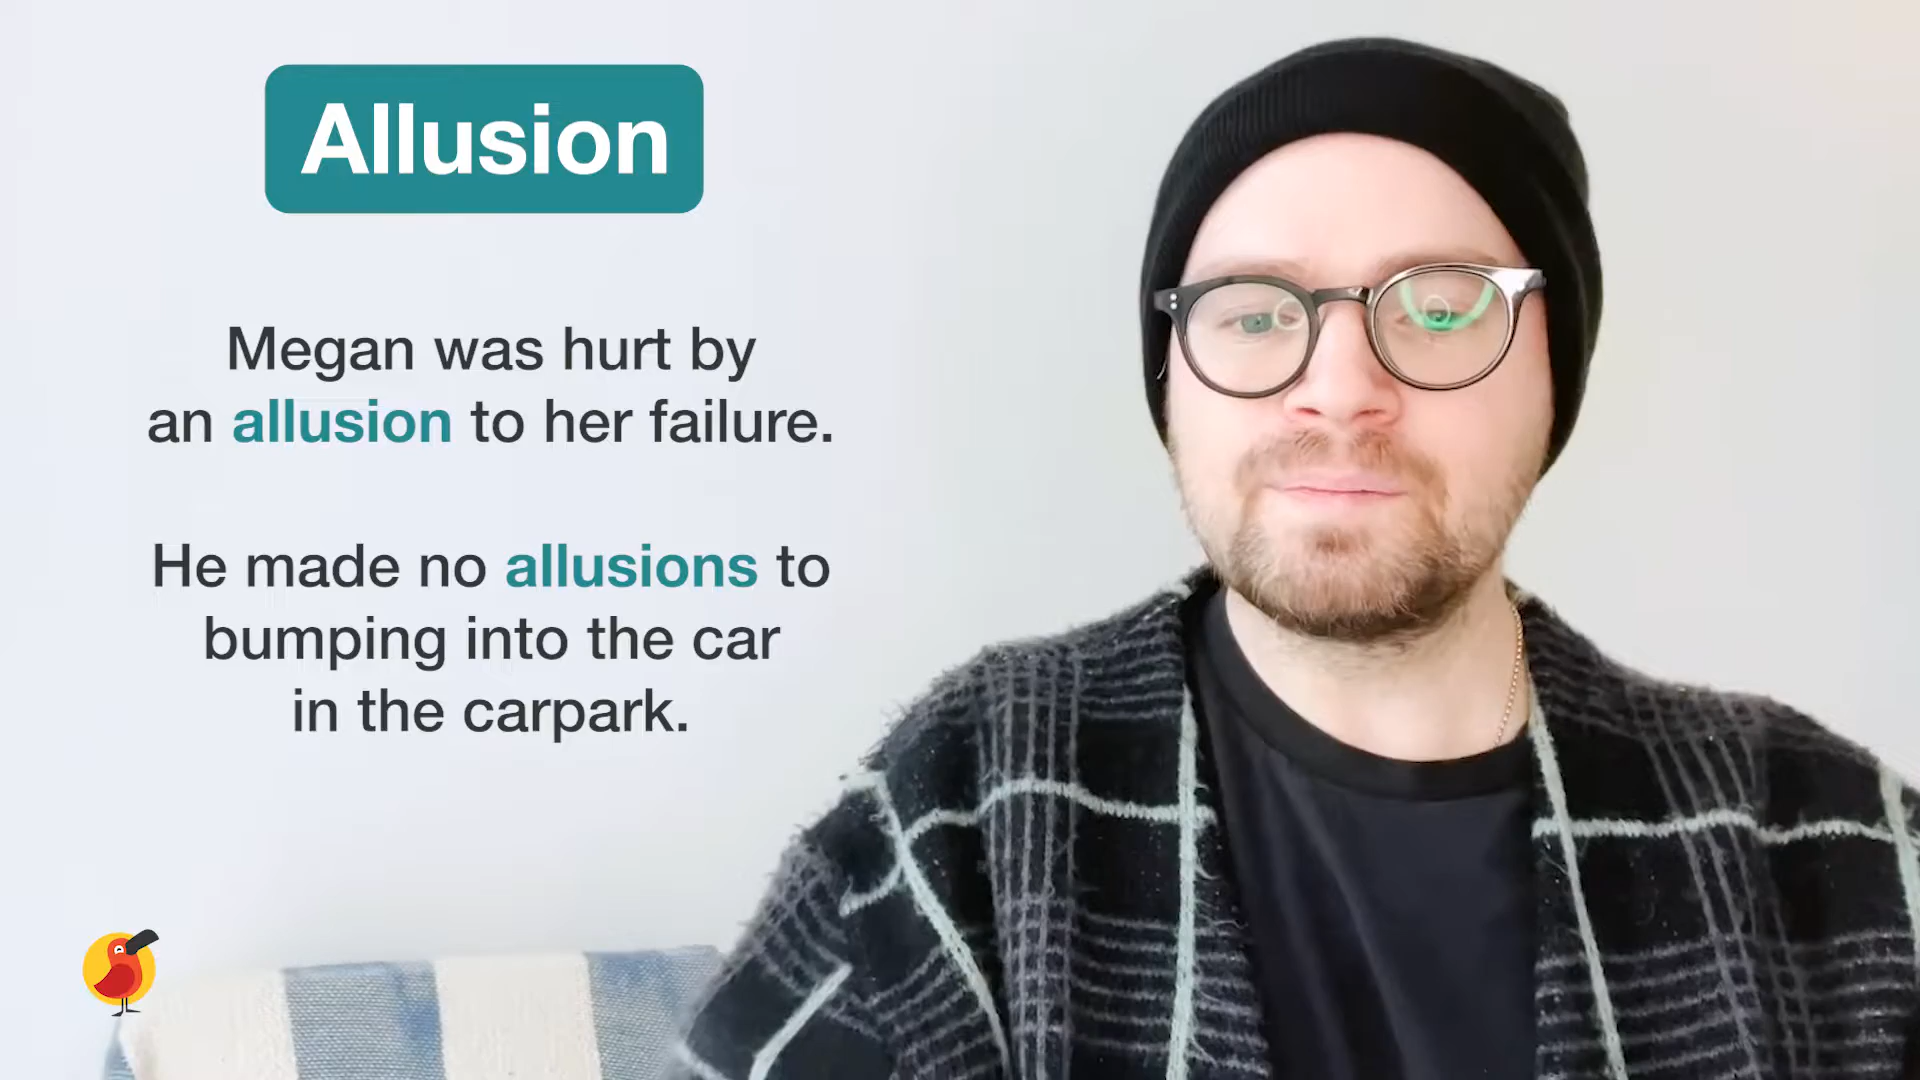 Allusion
Megan was hurt by
an allusion to her failure.
He made no allusions to
bumping into the car
in the carpark.